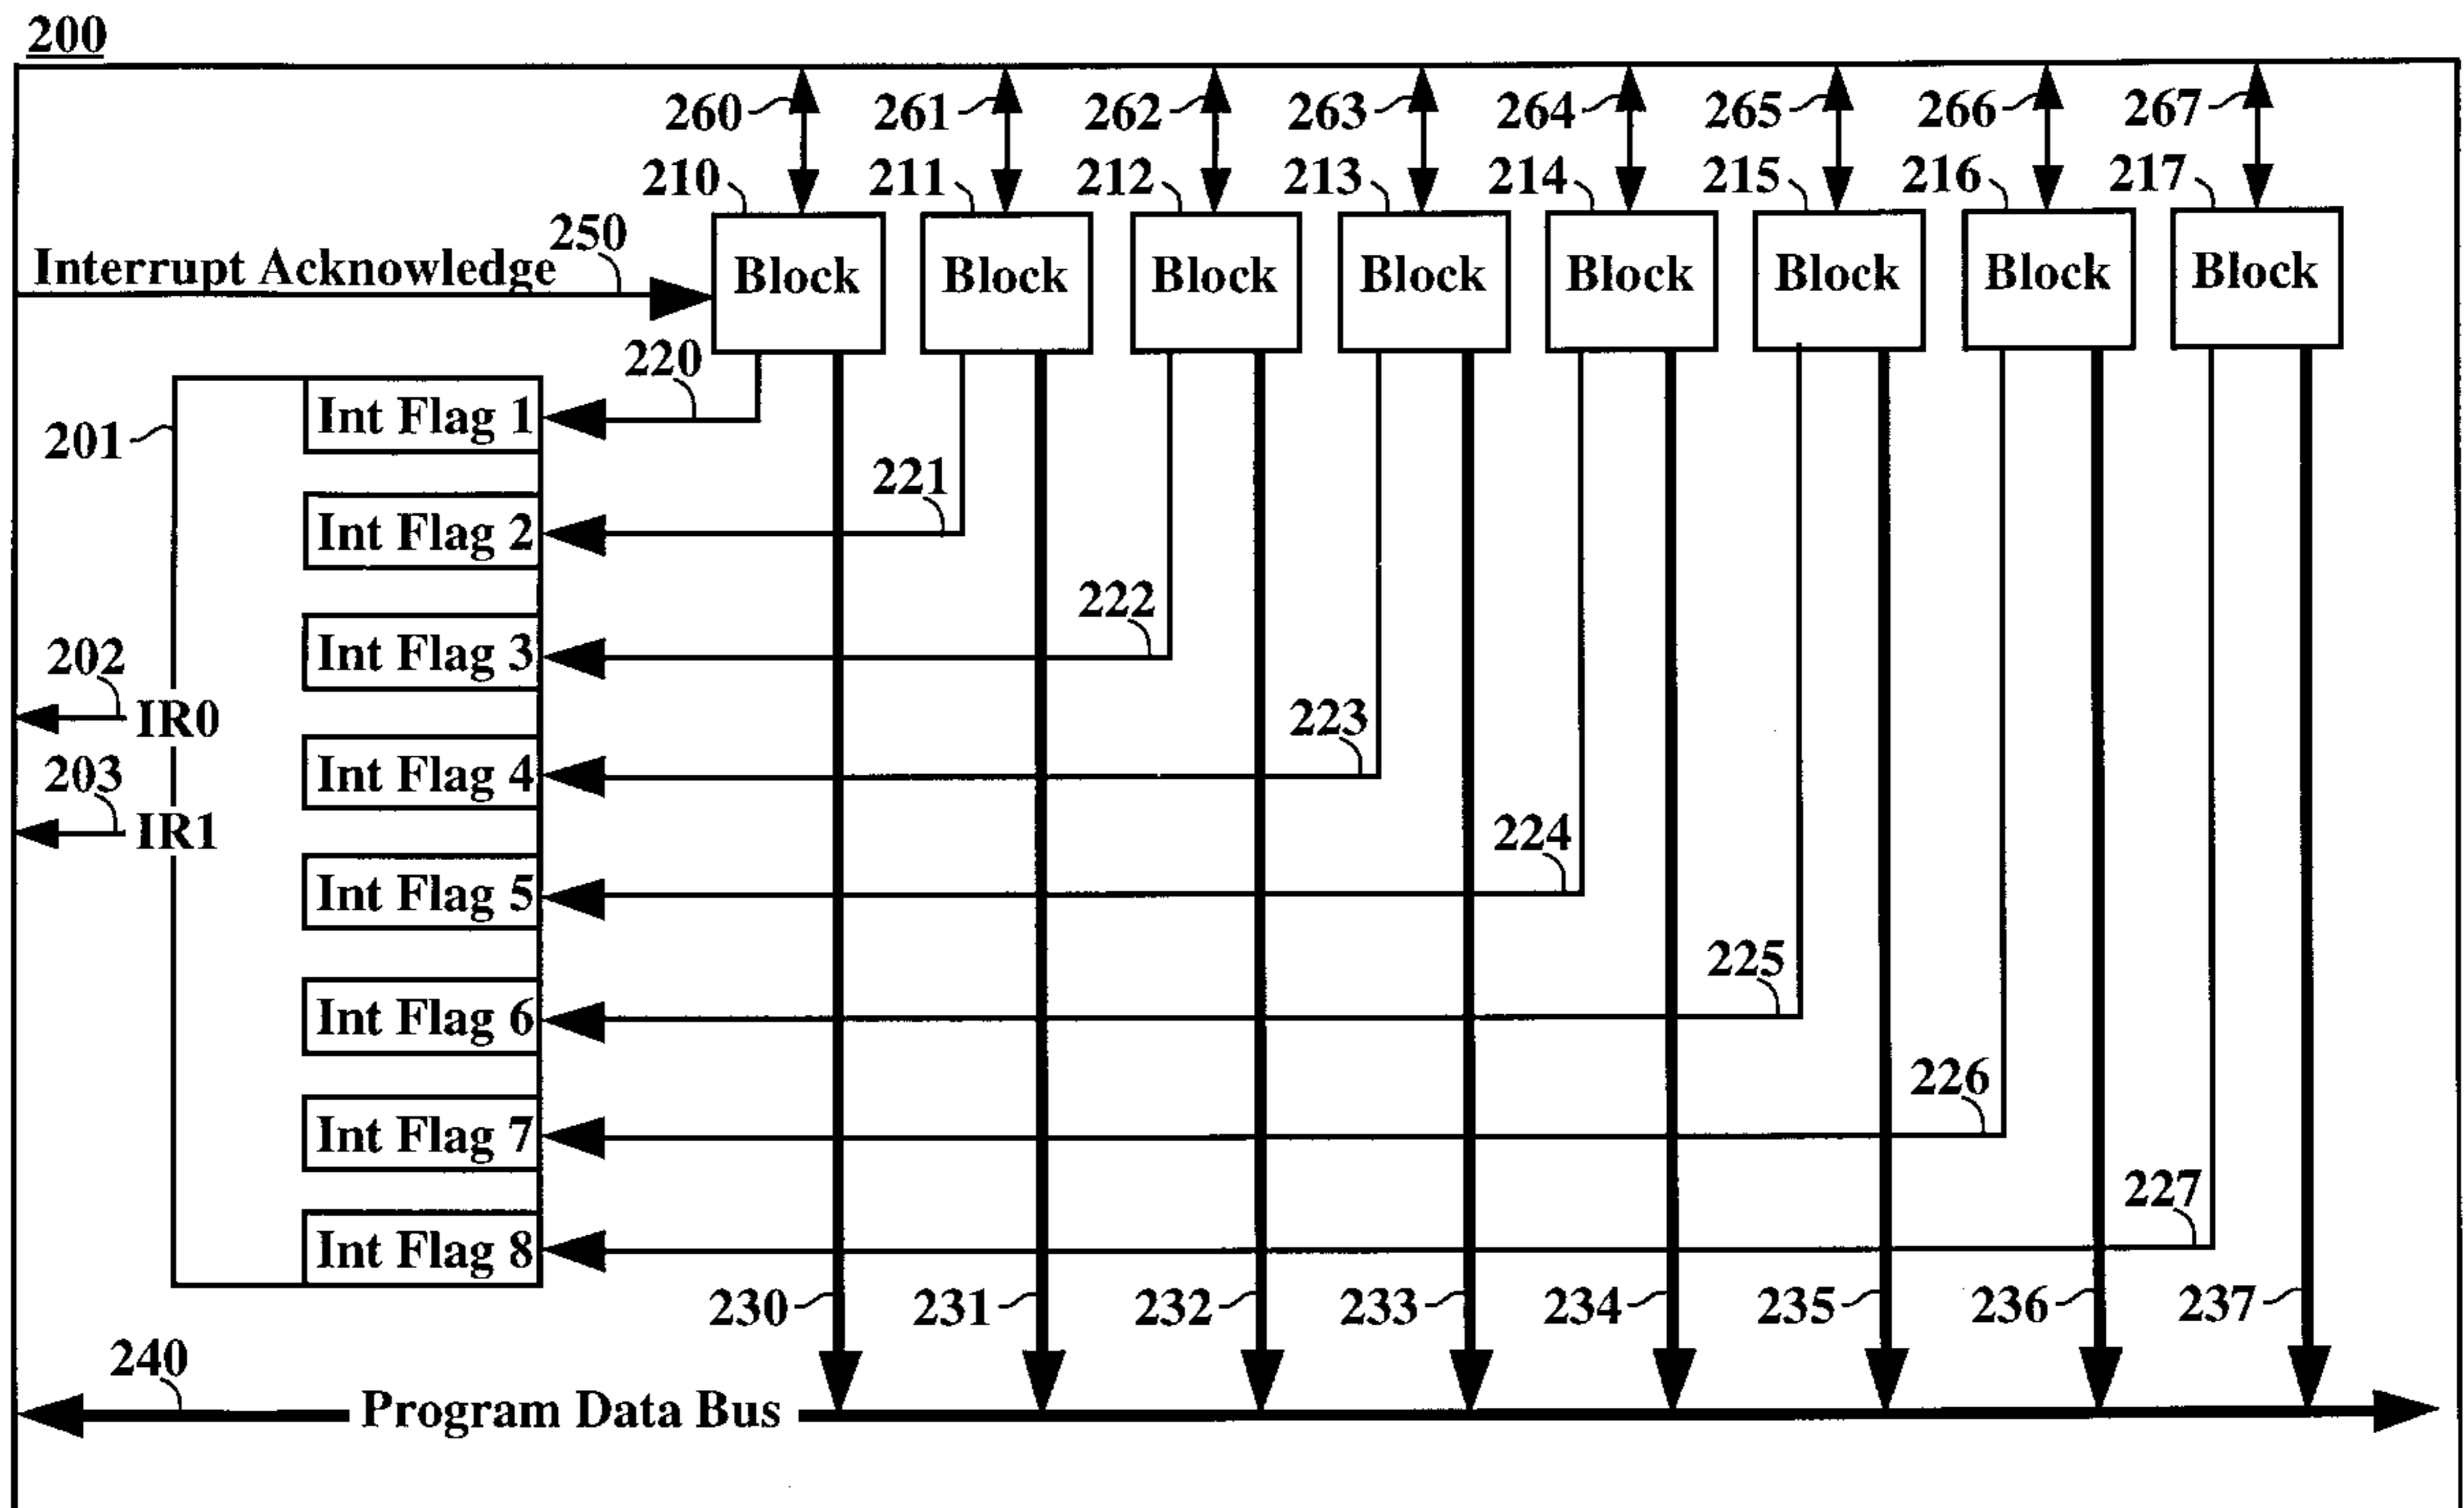 200
260 261 262 263 264 265 266 267
210 211 212 213 214 215 216 217
250
Interrupt Acknowledge
Block Block Block Block Block Block Block Block
220
Int Flag 1
201
221
Int Flag 2
222
Int Flag 3
202
IR0
223
203
Int Flag 4
IR1
224
Int Flag 5
225
Int Flag 6
226
Int Flag 7
227
Int Flag 8
230 231 232 233 234 235 236 237
240
Program Data Bus